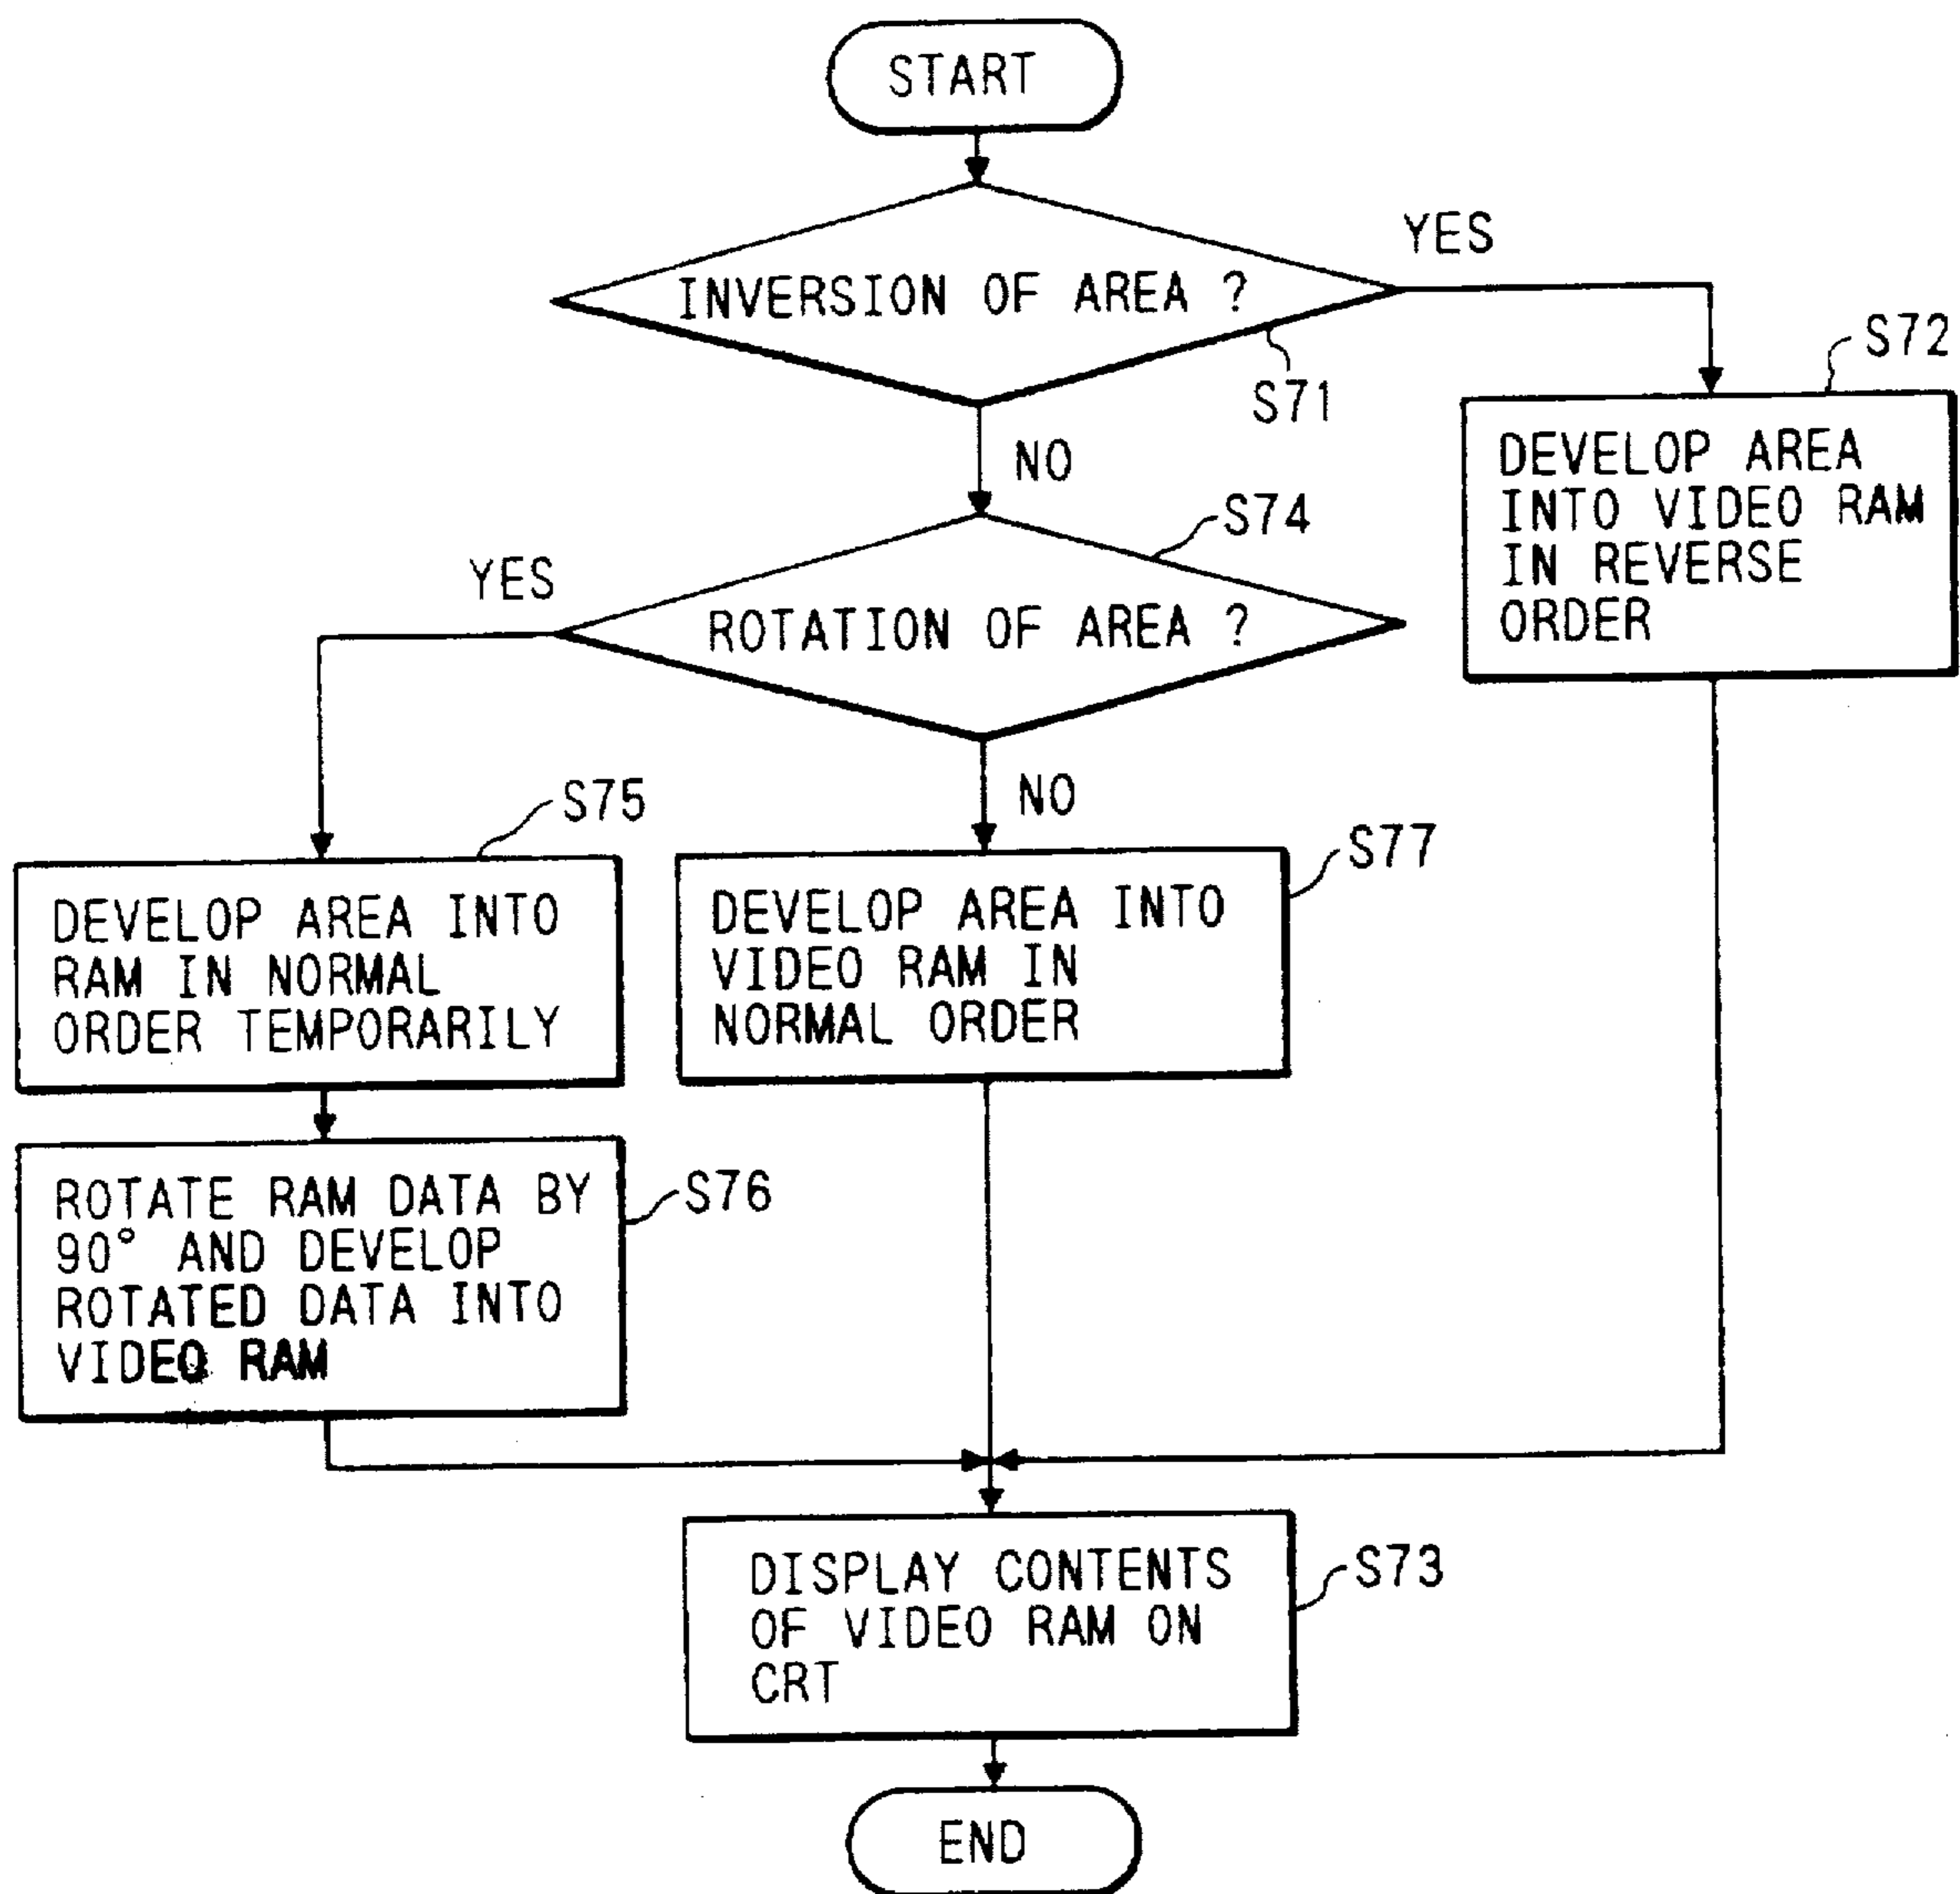 START
INVERSION OF AREA ?
YES
S71
S72
DEVELOP AREA
INTO VIDEO RAM
IN REVERSE
ORDER
NO
S74
YES
ROTATION OF AREA ?
NO
S75
DEVELOP AREA INTO
RAM IN NORMAL
ORDER TEMPORARILY
S77
DEVELOP AREA INTO
VIDEO RAM IN
NORMAL ORDER
S76
ROTATE RAM DATA BY
90° AND DEVELOP
ROTATED DATA INTO
VIDEO RAM
S73
DISPLAY CONTENTS
OF VIDEO RAM ON
CRT
END